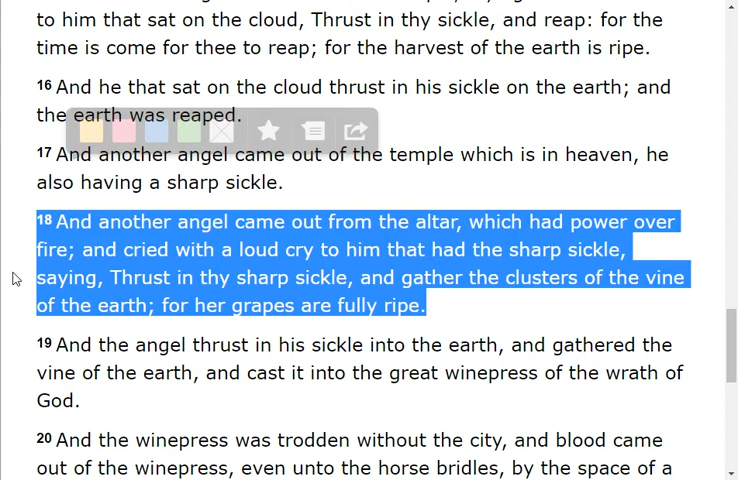 to him that sat on the cloud, Thrust in thy sickle, and reap: for the
time is come for thee to reap; for the harvest of the earth is ripe.
16 And he that sat on the cloud thrust in his sickle on the earth; and
the earth was reaped.
17 And another angel came out of the temple which is in heaven, he
also having a sharp sickle.
18 And another angel came out from the altar, which had power over
fire; and cried with a loud cry to him that had the sharp sickle,
saying, Thrust in thy sharp sickle, and gather the clusters of the vine
of the earth; for her grapes are fully ripe.
19 And the angel thrust in his sickle into the earth, and gathered the
vine of the earth, and cast it into the great winepress of the wrath of
God.
20 And the winepress was trodden without the city, and blood came
out of the winepress, even unto the horse bridles, by the space of a